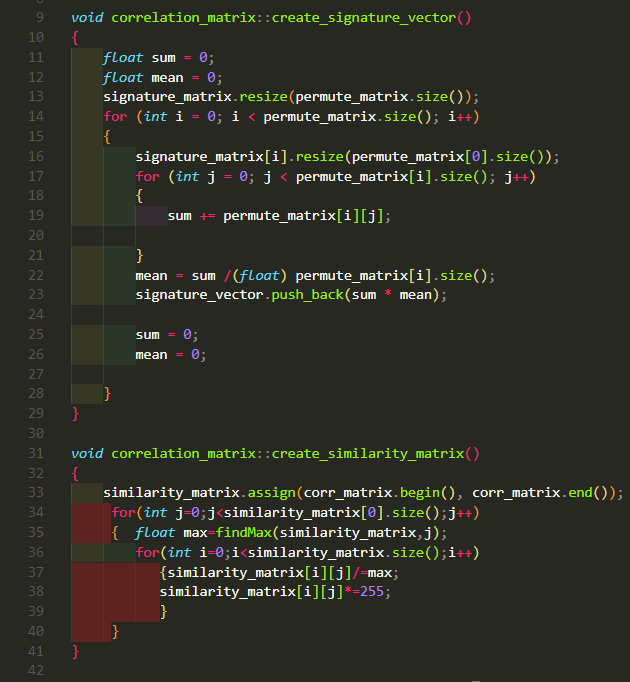 9 void correlation_matrix::create_signature_vector()
10 {
11     float sum = 0;
12     float mean = 0;
13     signature_matrix.resize(permute_matrix.size());
14     for (int i = 0; i < permute_matrix.size(); i++)
15     {
16         signature_matrix[i].resize(permute_matrix[0].size());
17         for (int j = 0; j < permute_matrix[i].size(); j++)
18         {
19             sum += permute_matrix[i][j];
20
21         }
22         mean = sum /(float) permute_matrix[i].size();
23         signature_vector.push_back(sum * mean);
24
25         sum = 0;
26         mean = 0;
27
28     }
29 }
30
31 void correlation_matrix::create_similarity_matrix()
32 {
33     similarity_matrix.assign(corr_matrix.begin(), corr_matrix.end());
34      for(int j=0;j<similarity_matrix[0].size();j++)
35      {  float max=findMax(similarity_matrix,j);
36         for(int i=0;i<similarity_matrix.size();i++)
37            {similarity_matrix[i][j]/=max;
38            similarity_matrix[i][j]*=255;
39            }
40      }
41 }
42